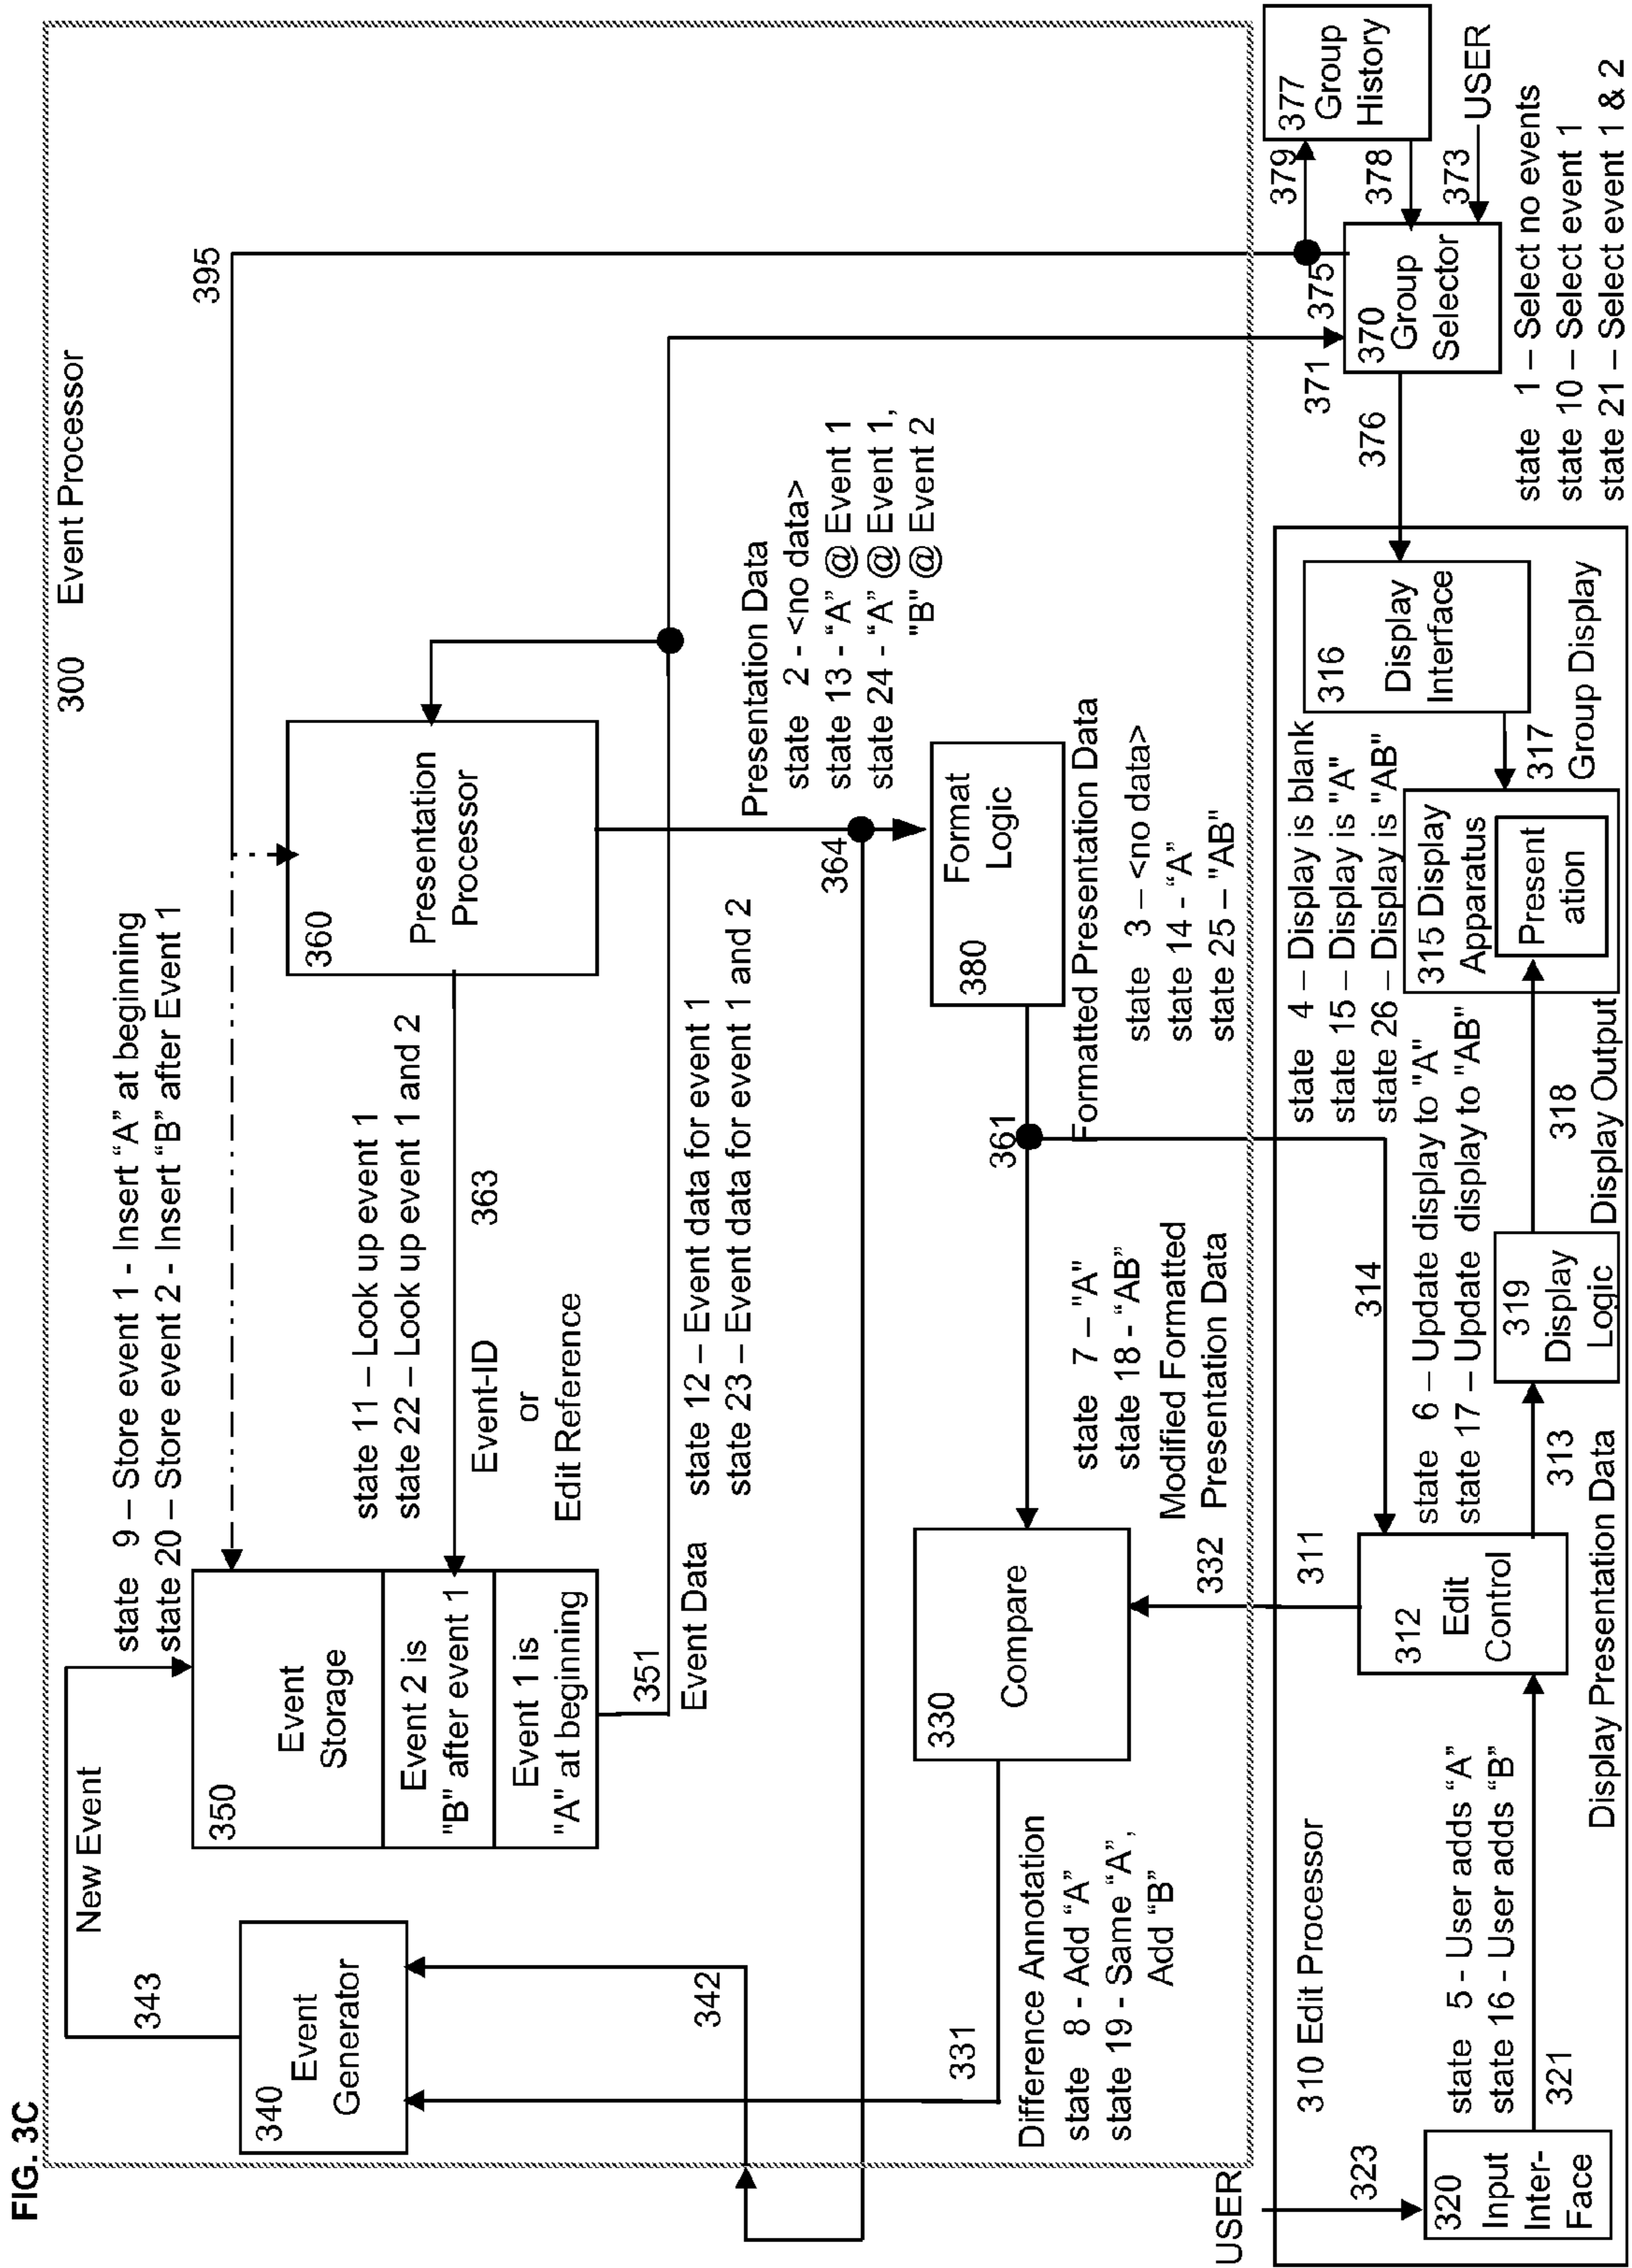 FIG. 3C
300 Event Processor
New Event
343
340
Event
Generator
342
331
350
Event
Storage
Event 2 is
"B" after event 1
Event 1 is
"A" at beginning
351
Event Data
state 9 – Store event 1 - Insert “A” at beginning
state 20 – Store event 2 - Insert “B” after Event 1
state 11 – Look up event 1
state 22 – Look up event 1 and 2
363
Event-ID
or
Edit Reference
state 12 – Event data for event 1
state 23 – Event data for event 1 and 2
360
Presentation
Processor
395
364
Presentation Data
state 2 - <no data>
state 13 - “A” @ Event 1
state 24 - “A” @ Event 1,
"B" @ Event 2
380
Format
Logic
361
Formatted Presentation Data
state 3 – <no data>
state 14 - “A”
state 25 – "AB"
330
Compare
Difference Annotation
state 8 - Add “A”
state 19 - Same “A”,
Add “B”
state 7 – "A"
state 18 - “AB”
Modified Formatted
Presentation Data
332
311
314
USER
323
310 Edit Processor
320
Input
Inter-
Face
state 5 - User adds “A”
state 16 - User adds “B”
321
312
Edit
Control
Display Presentation Data
313
state 6 – Update display to "A"
state 17 – Update display to "AB"
319
Display
Logic
318
Display Output
state 4 – Display is blank
state 15 – Display is "A"
state 26 – Display is "AB"
315 Display
Apparatus
Present
ation
317
Group Display
316
Display
Interface
376
371
375
370
Group
Selector
379
378
373
377
Group
History
USER
state 1 – Select no events
state 10 – Select event 1
state 21 – Select event 1 & 2